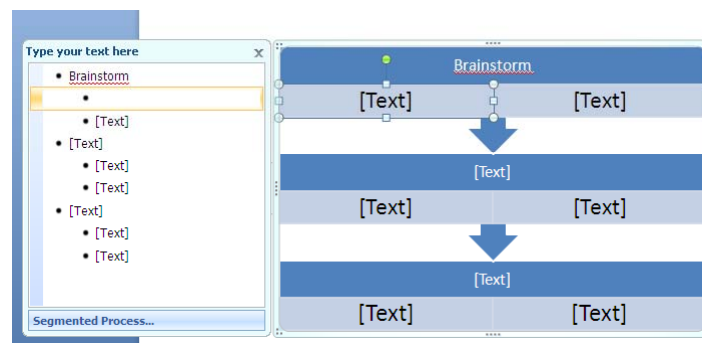 Type your text here x
• Brainstorm
•
• [Text]
• [Text]
• [Text]
• [Text]
• [Text]
• [Text]
• [Text]
Segmented Process...
Brainstorm
[Text] [Text]
[Text]
[Text] [Text]
[Text]
[Text] [Text]